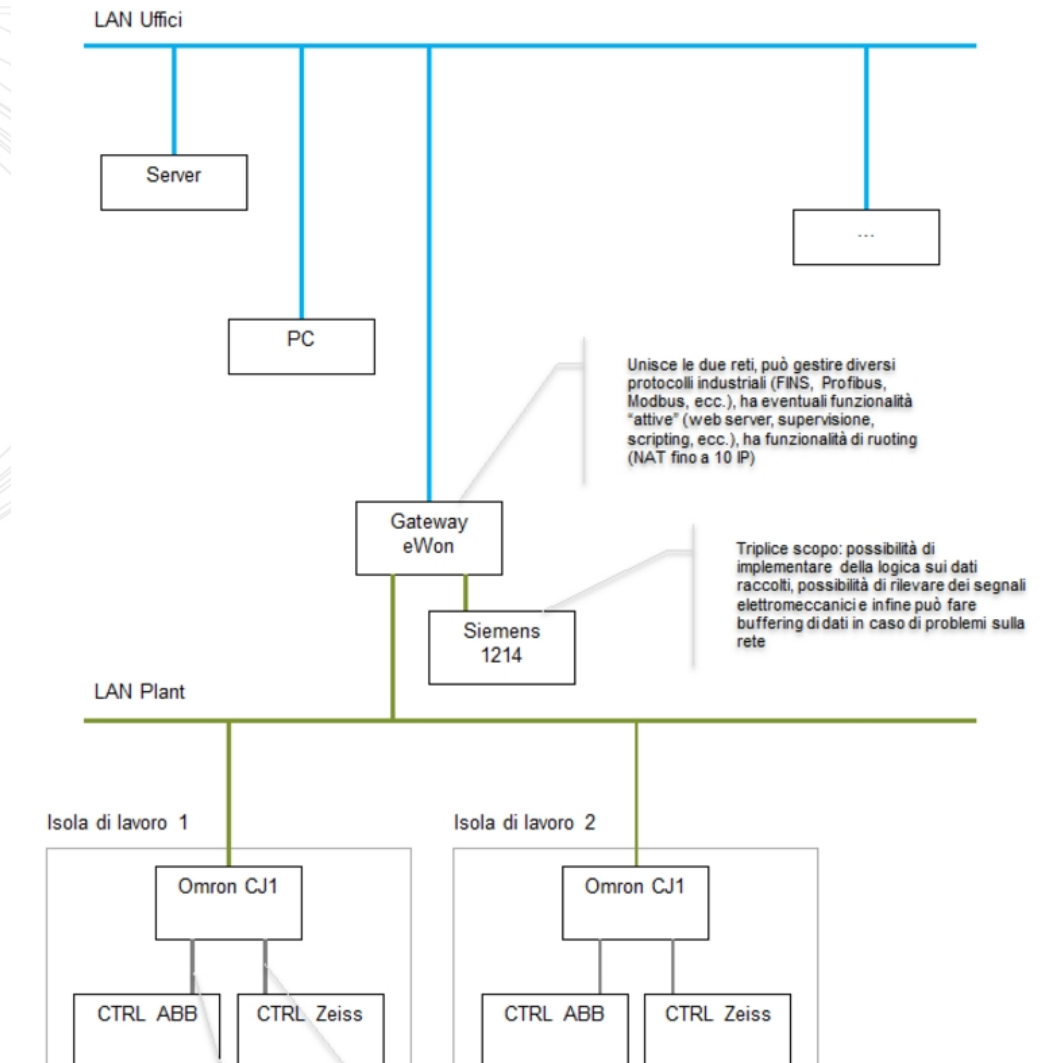 LAN Uffici
Server
...
PC
Unisce le due reti, può gestire diversi
protocolli industriali (FINS, Profibus,
Modbus, ecc.), ha eventuali funzionalità
“attive” (web server, supervisione,
scripting, ecc.), ha funzionalità di ruoting
(NAT fino a 10 IP)
Gateway
eWon
Triplice scopo: possibilità di
implementare della logica sui dati
raccolti, possibilità di rilevare dei segnali
elettromeccanici e infine può fare
buffering di dati in caso di problemi sulla
rete
Siemens
1214
LAN Plant
Isola di lavoro 1
Isola di lavoro 2
Omron CJ1
Omron CJ1
CTRL ABB
CTRL Zeiss
CTRL ABB
CTRL Zeiss